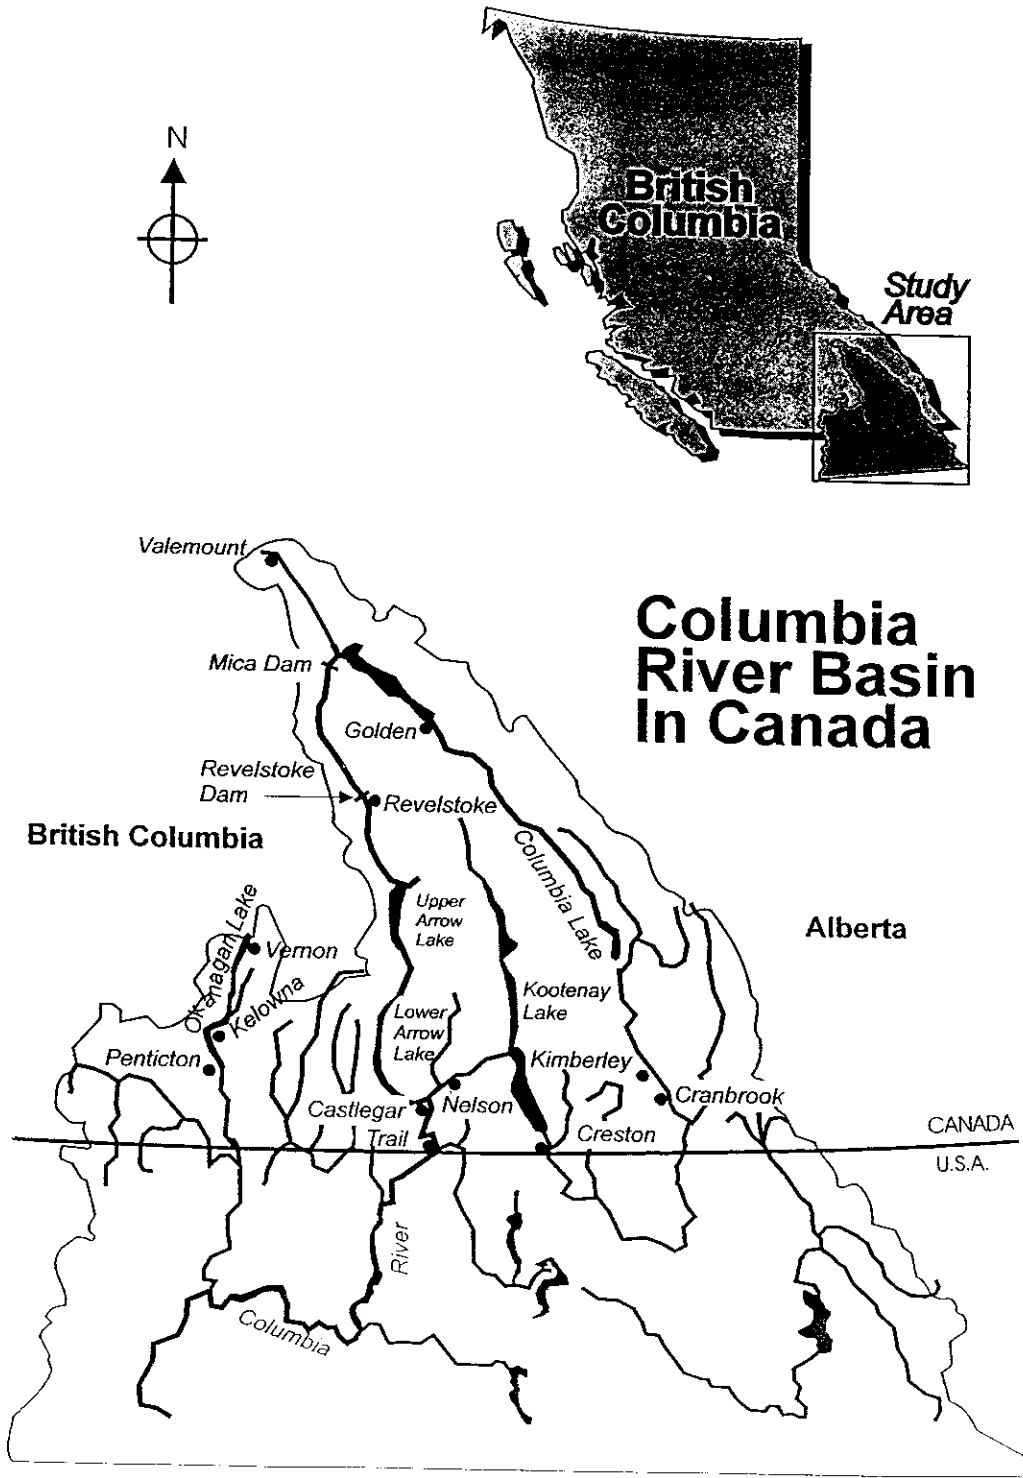 N
British
Columbia
Study
Area
Valemount
Columbia
River Basin
In Canada
Mica Dam
Golden
Revelstoke
Dam
Revelstoke
British Columbia
Columbia Lake
Upper
Arrow
Lake
Alberta
Okanagan Lake
Vernon
Kelowna
Kootenay
Lake
Lower
Arrow
Lake
Penticton
Kimberley
Cranbrook
Castlegar
Nelson
Trail
Creston
CANADA
U.S.A.
River
Columbia